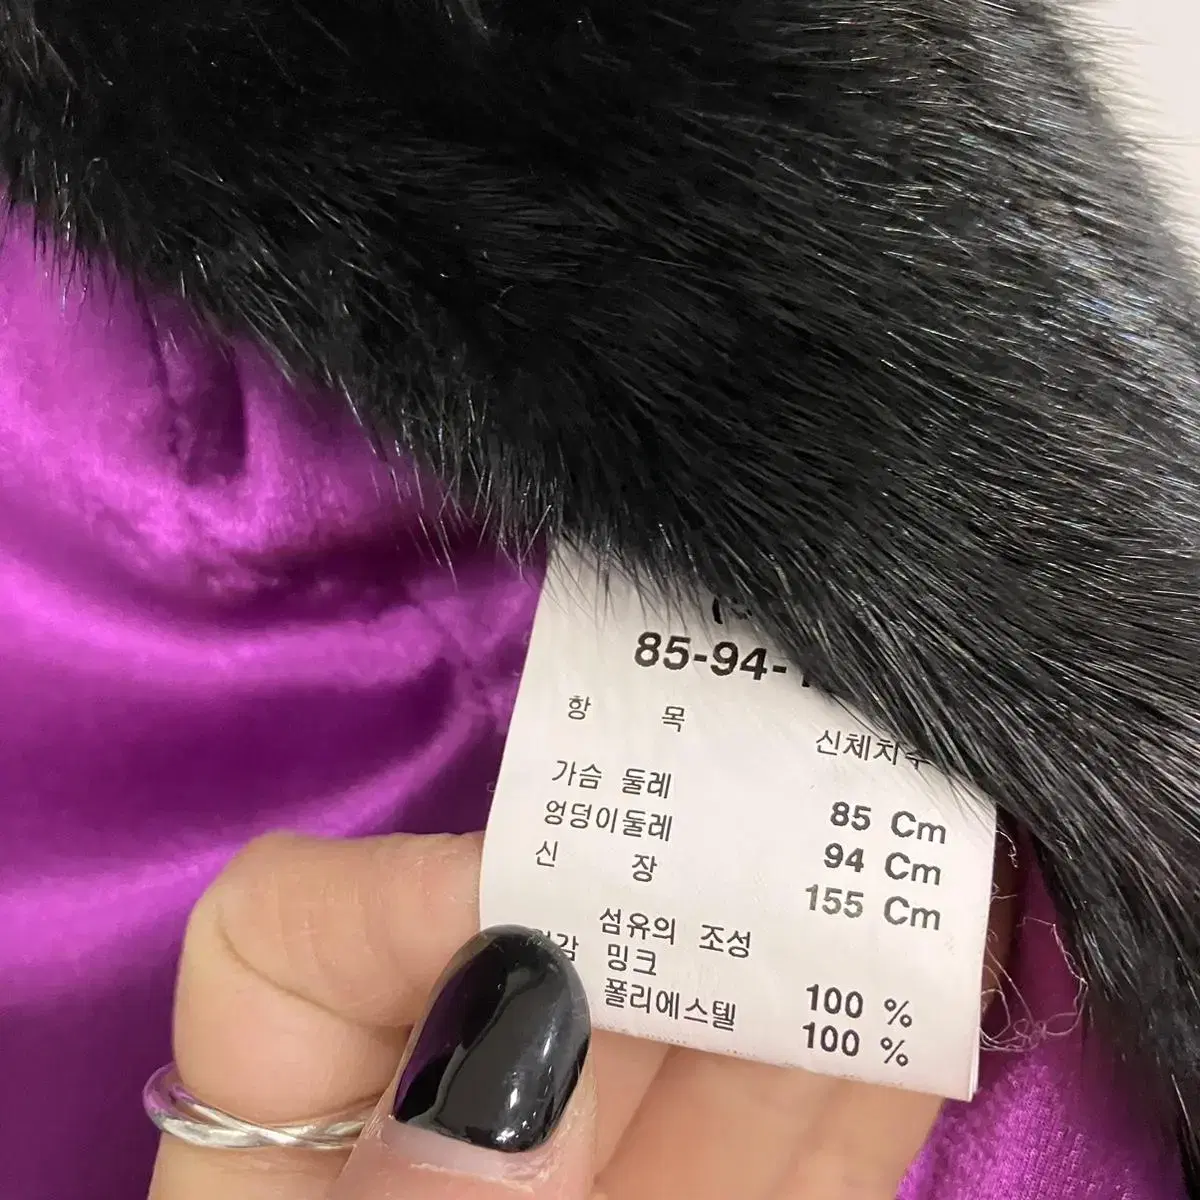 85-94-
항 목 신체치수
가슴 둘레 85 Cm
엉덩이둘레 94 Cm
신 장 155 Cm
섬유의 조성
밍크 100 %
폴리에스텔 100 %